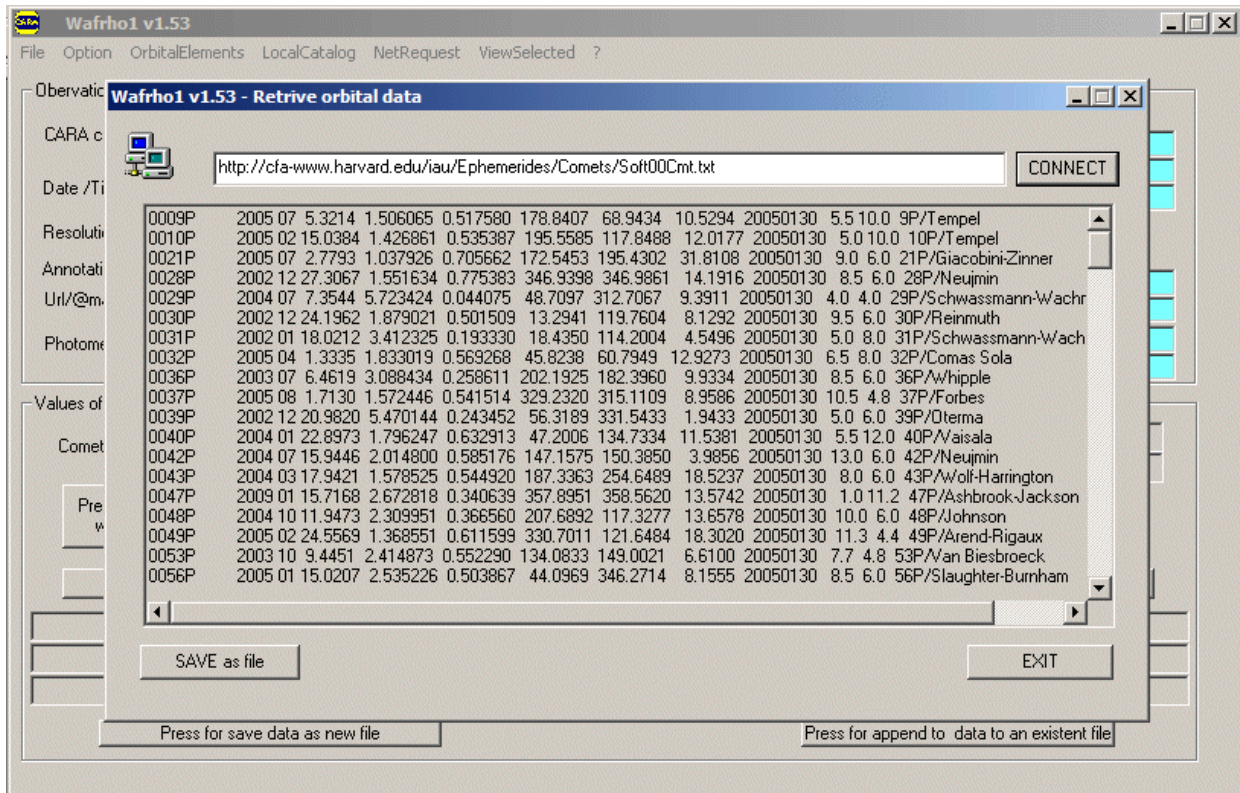 Wafrho1 v1.53
File Option OrbitalElements LocalCatalog NetRequest ViewSelected ?
Obervatic
CARA c
Date /Ti
Resoluti
Annotati
Url/@m.
Photome
Values of
Comet
Pre
w
Wafrho1 v1.53 - Retrive orbital data
http://cfa-www.harvard.edu/iau/Ephemerides/Comets/Soft00Cmt.txt
CONNECT
0009P 2005 07 5.3214 1.506065 0.517580 178.8407 68.9434 10.5294 20050130 5.5 10.0 9P/Tempel
0010P 2005 02 15.0384 1.426861 0.535387 195.5585 117.8488 12.0177 20050130 5.0 10.0 10P/Tempel
0021P 2005 07 2.7793 1.037926 0.705662 172.5453 195.4302 31.8108 20050130 9.0 6.0 21P/Giacobini-Zinner
0028P 2002 12 27.3067 1.551634 0.775383 346.9398 346.9861 14.1916 20050130 8.5 6.0 28P/Neujmin
0029P 2004 07 7.3544 5.723424 0.044075 48.7097 312.7067 9.3911 20050130 4.0 4.0 29P/Schwassmann-Wachr
0030P 2002 12 24.1962 1.879021 0.501509 13.2941 119.7604 8.1292 20050130 9.5 6.0 30P/Reinmuth
0031P 2002 01 18.0212 3.412325 0.193330 18.4350 114.2004 4.5496 20050130 5.0 8.0 31P/Schwassmann-Wach
0032P 2005 04 1.3335 1.833019 0.569268 45.8238 60.7949 12.9273 20050130 6.5 8.0 32P/Comas Sola
0036P 2003 07 6.4619 3.088434 0.258611 202.1925 182.3960 9.9334 20050130 8.5 6.0 36P/Whipple
0037P 2005 08 1.7130 1.572446 0.541514 329.2320 315.1109 8.9586 20050130 10.5 4.8 37P/Forbes
0039P 2002 12 20.9820 5.470144 0.243452 56.3189 331.5433 1.9433 20050130 5.0 6.0 39P/Oterma
0040P 2004 01 22.8973 1.796247 0.632913 47.2006 134.7334 11.5381 20050130 5.5 12.0 40P/Vaisala
0042P 2004 07 15.9446 2.014800 0.585176 147.1575 150.3850 3.9856 20050130 13.0 6.0 42P/Neujmin
0043P 2004 03 17.9421 1.578525 0.544920 187.3363 254.6489 18.5237 20050130 8.0 6.0 43P/Wolf-Harrington
0047P 2009 01 15.7168 2.672818 0.340639 357.8951 358.5620 13.5742 20050130 1.0 11.2 47P/Ashbrook-Jackson
0048P 2004 10 11.9473 2.309951 0.366560 207.6892 117.3277 13.6578 20050130 10.0 6.0 48P/Johnson
0049P 2005 02 24.5569 1.368551 0.611599 330.7011 121.6484 18.3020 20050130 11.3 4.4 49P/Arend-Rigaux
0053P 2003 10 9.4451 2.414873 0.552290 134.0833 149.0021 6.6100 20050130 7.7 4.8 53P/Van Biesbroeck
0056P 2005 01 15.0207 2.535226 0.503867 44.0969 346.2714 8.1555 20050130 8.5 6.0 56P/Slaughter-Burnham
SAVE as file
EXIT
Press for save data as new file
Press for append to data to an existent file